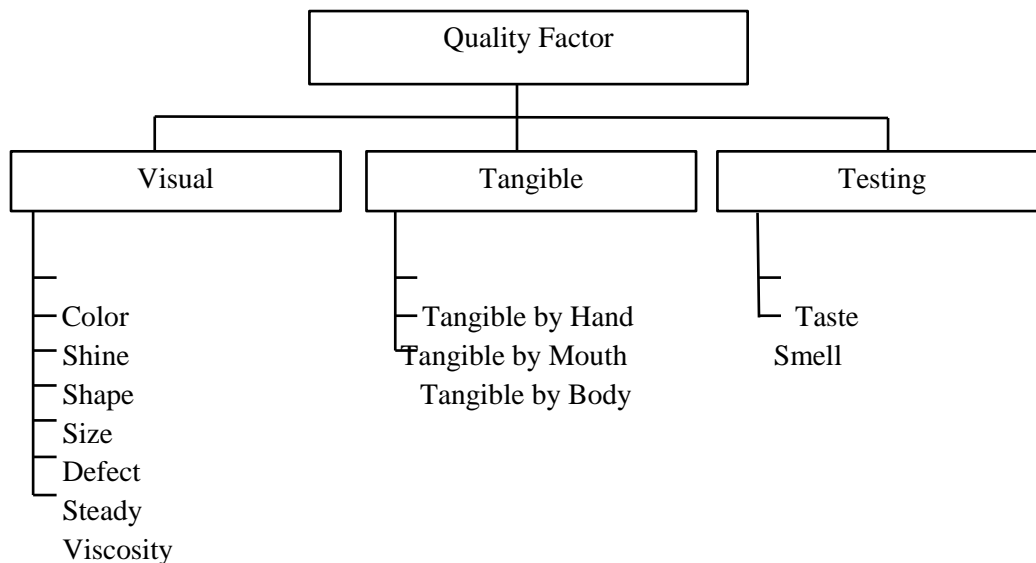 Quality Factor
Visual
Tangible
Testing
Color
Shine
Shape
Size
Defect
Steady
Viscosity
Tangible by Hand
Tangible by Mouth
Tangible by Body
Taste
Smell